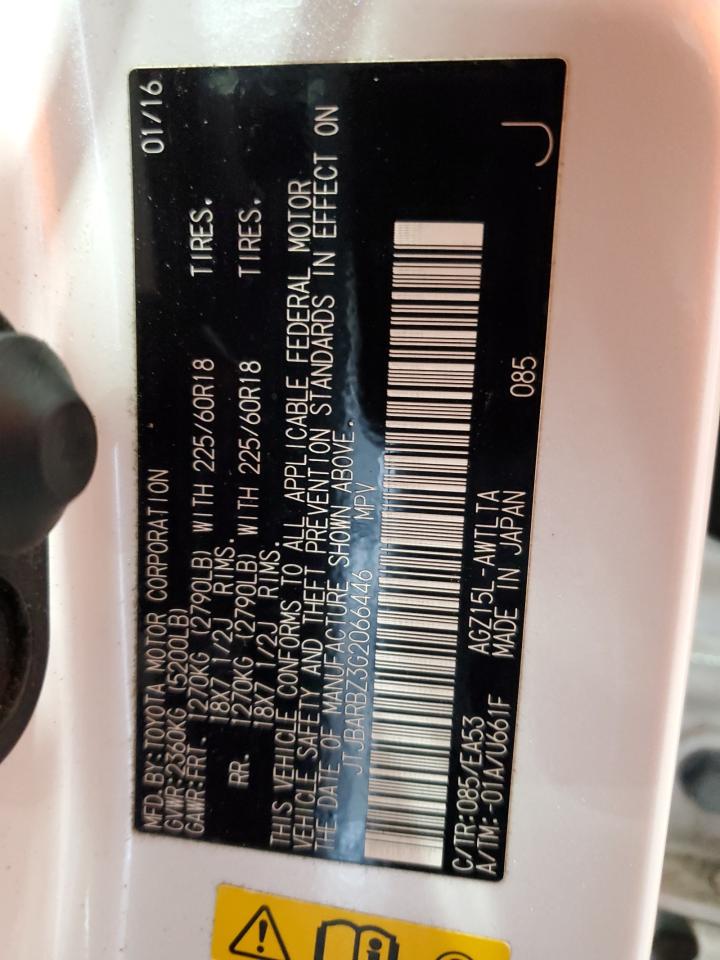 MFD.BY:TOYOTA MOTOR CORPORATION 01/16
GVWR:2360KG (5200LB)
GAWR:FRT. 1270KG (2790LB) WITH 225/60R18 TIRES.
18X7 1/2J RIMS.
RR. 1270KG (2790LB) WITH 225/60R18 TIRES.
18X7 1/2J RIMS.
THIS VEHICLE CONFORMS TO ALL APPLICABLE FEDERAL MOTOR
VEHICLE SAFETY AND THEFT PREVENTION STANDARDS IN EFFECT ON
THE DATE OF MANUFACTURE SHOWN ABOVE.
JTJBARBZ3G2066446 MPV
C/TR:085/EA53 AGZ15L-AWTLTA
A/TM:-01A/U661F MADE IN JAPAN 085 J